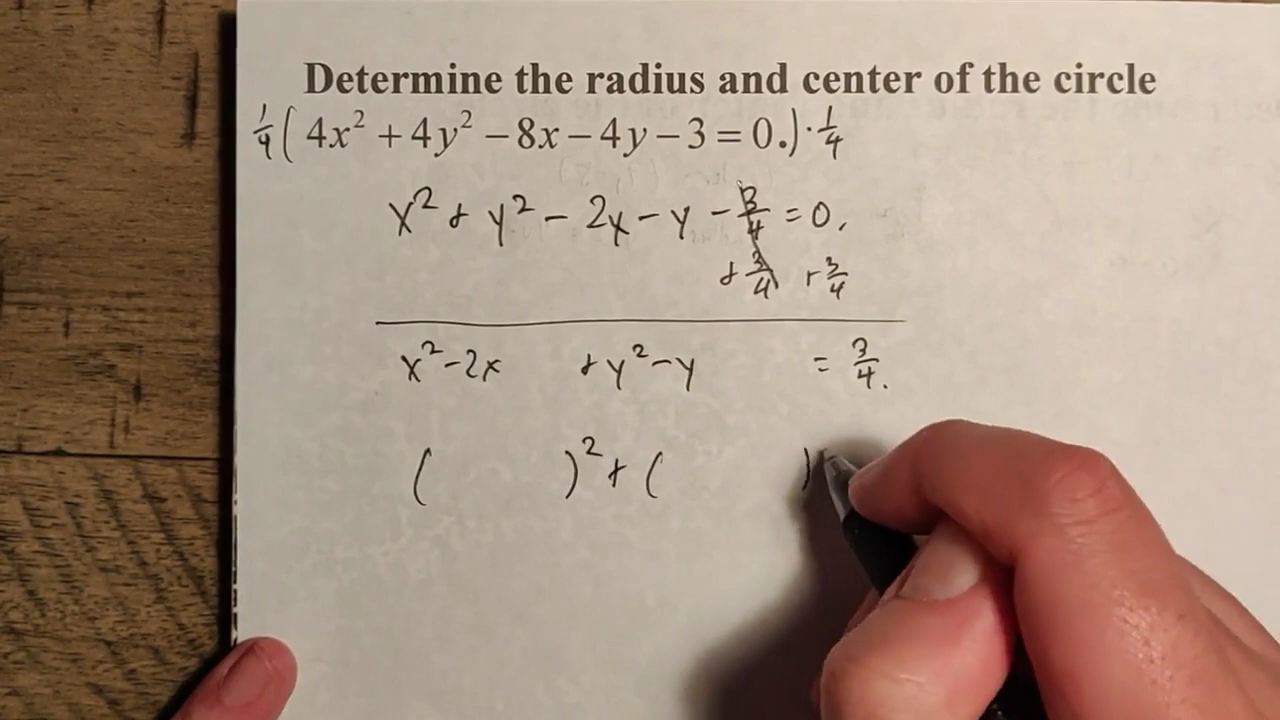 Determine the radius and center of the circle
1/4 ( 4x² + 4y² − 8x − 4y − 3 = 0.) · 1/4
x² + y² − 2x − y − 3/4 = 0.
+ 3/4 + 3/4
x² − 2x + y² − y = 3/4.
( )² + ( )